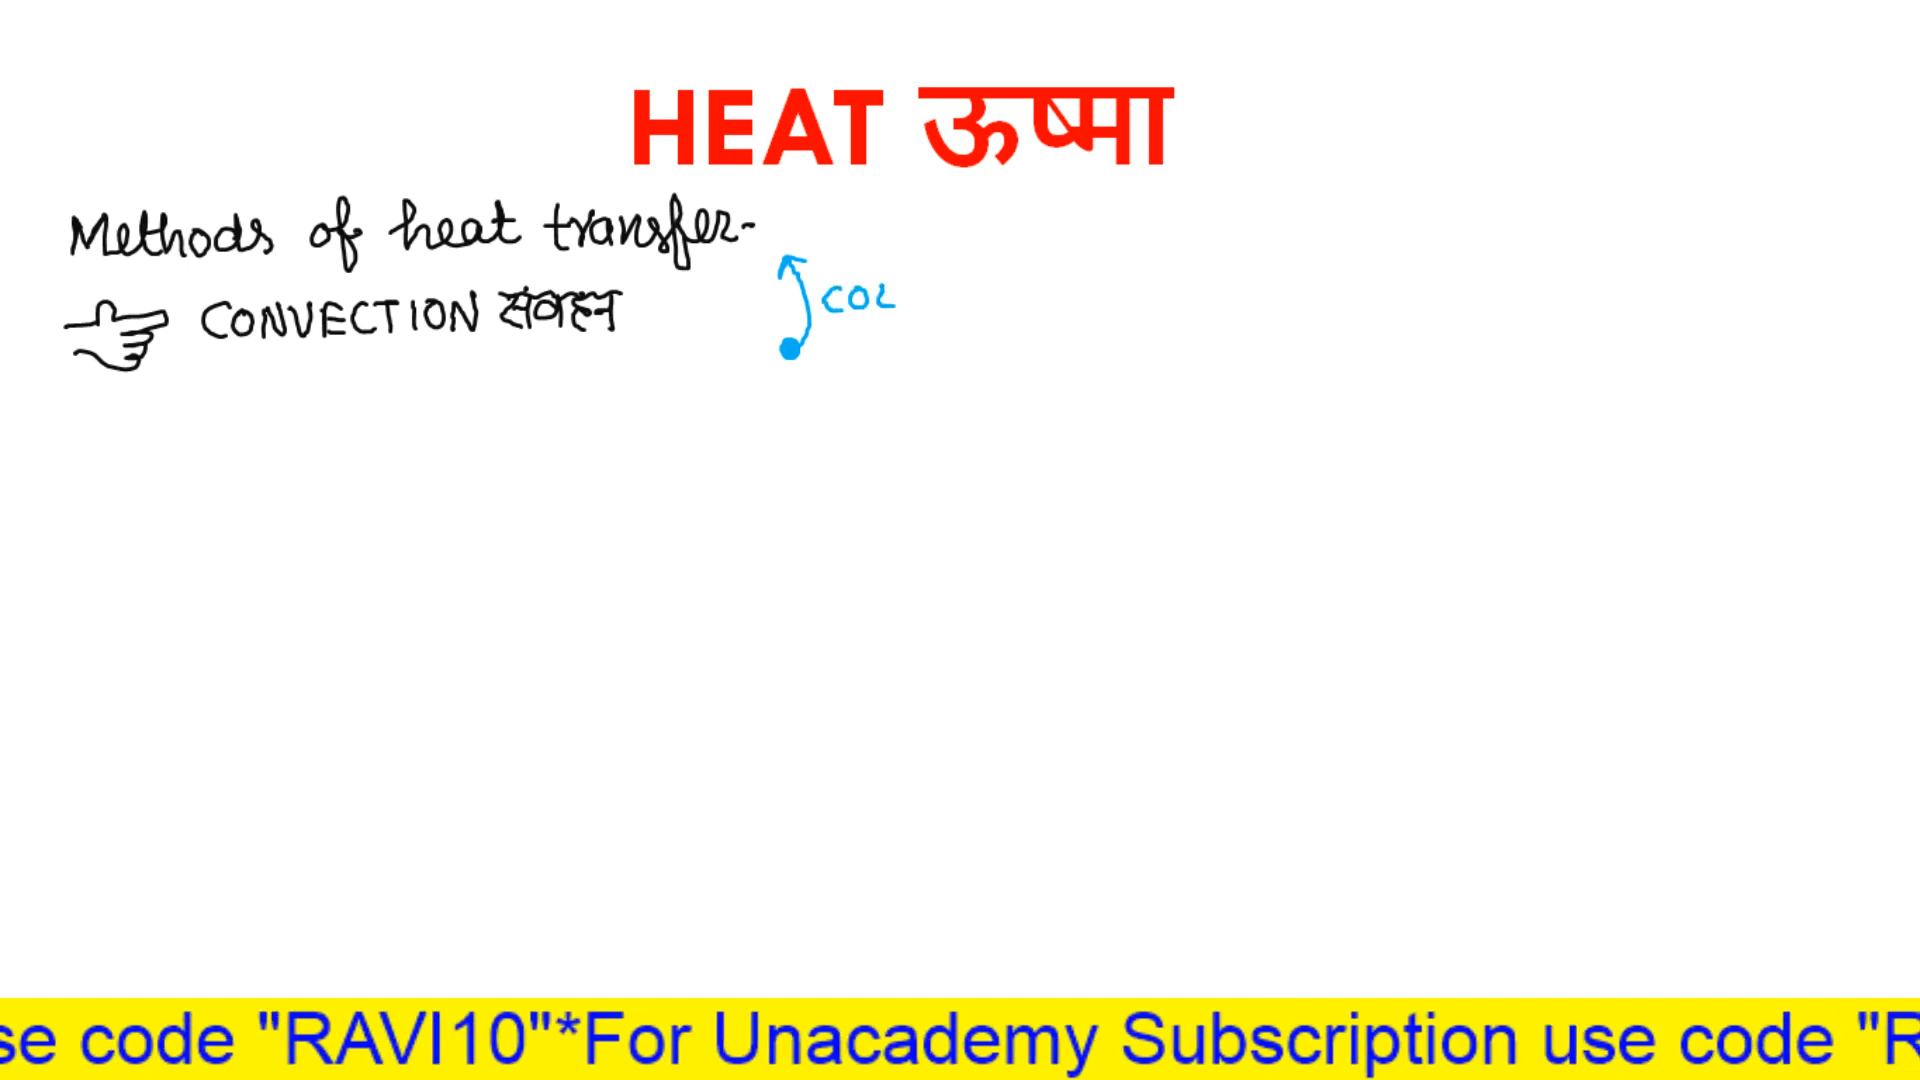 HEAT ऊष्मा
Methods of heat transfer-
CONVECTION संवहन
COL
se code "RAVI10"*For Unacademy Subscription use code "R